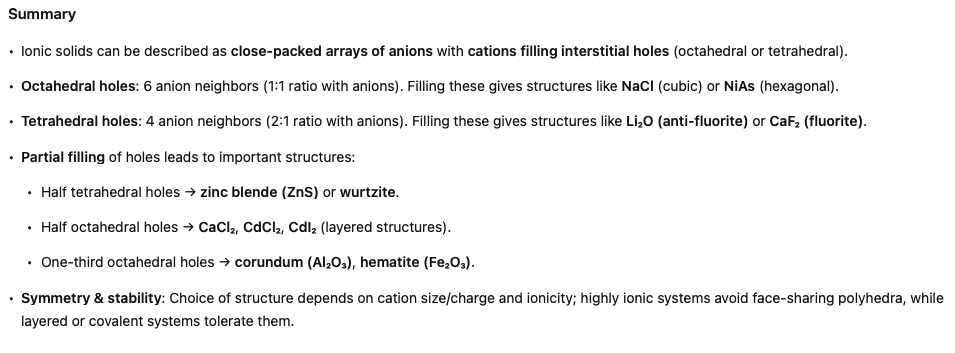 Summary
• Ionic solids can be described as close-packed arrays of anions with cations filling interstitial holes (octahedral or tetrahedral).
• Octahedral holes: 6 anion neighbors (1:1 ratio with anions). Filling these gives structures like NaCl (cubic) or NiAs (hexagonal).
• Tetrahedral holes: 4 anion neighbors (2:1 ratio with anions). Filling these gives structures like Li₂O (anti-fluorite) or CaF₂ (fluorite).
• Partial filling of holes leads to important structures:
• Half tetrahedral holes → zinc blende (ZnS) or wurtzite.
• Half octahedral holes → CaCl₂, CdCl₂, CdI₂ (layered structures).
• One-third octahedral holes → corundum (Al₂O₃), hematite (Fe₂O₃).
• Symmetry & stability: Choice of structure depends on cation size/charge and ionicity; highly ionic systems avoid face-sharing polyhedra, while
layered or covalent systems tolerate them.